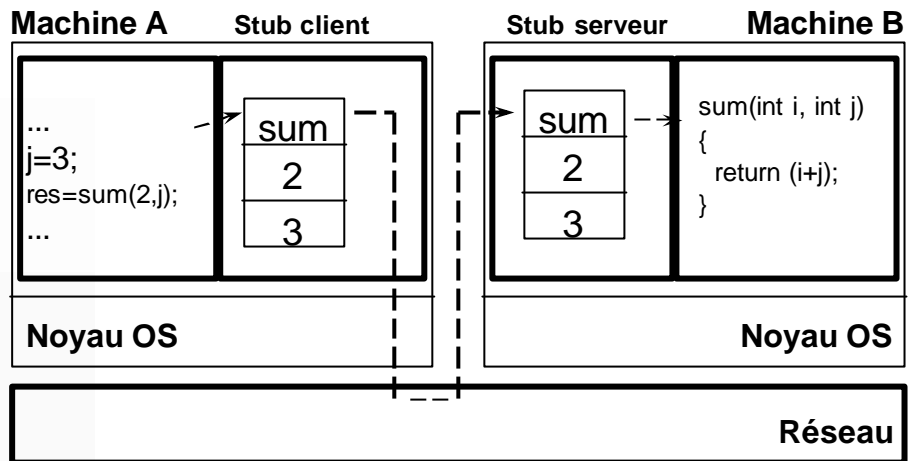 Machine A
Stub client
Stub serveur
Machine B
...
j=3;
res=sum(2,j);
...
sum
2
3
sum
2
3
sum(int i, int j)
{
return (i+j);
}
Noyau OS
Noyau OS
Réseau